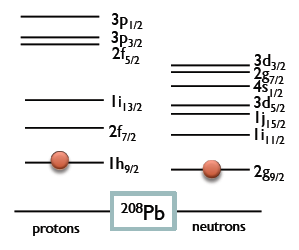 3p1/2
3p3/2
2f5/2
1i13/2
2f7/2
1h9/2
3d3/2
2g7/2
4s1/2
3d5/2
1j15/2
1i11/2
2g9/2
208Pb
protons
neutrons